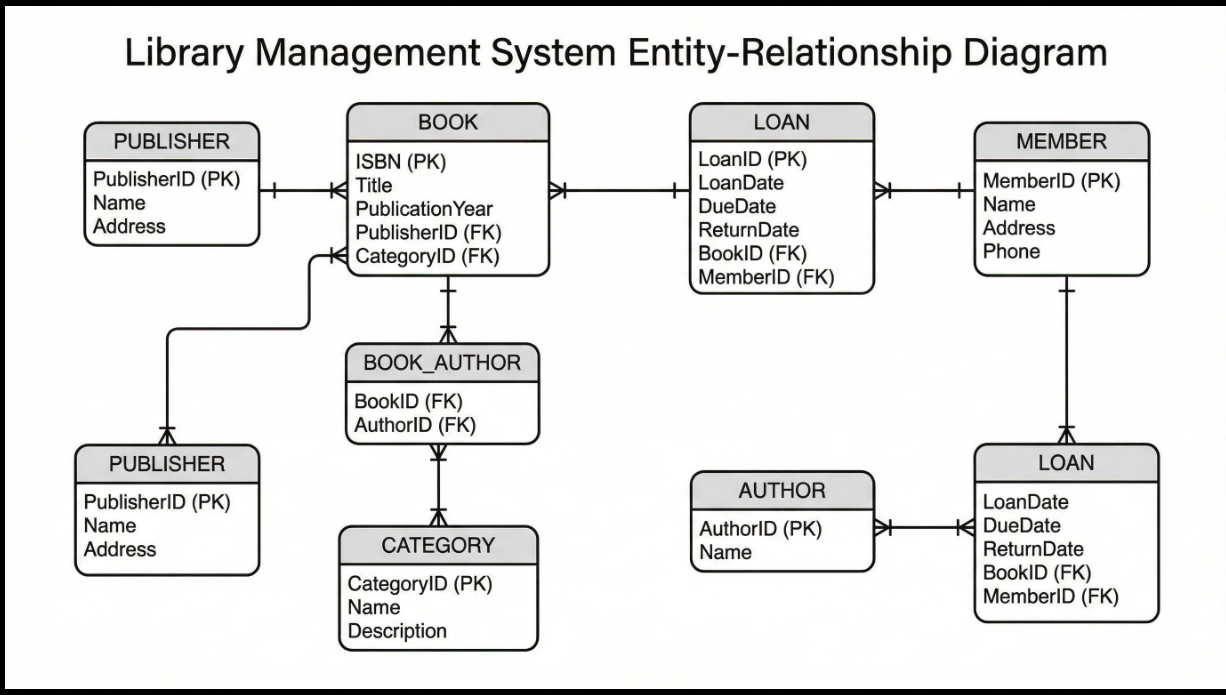 Library Management System Entity-Relationship Diagram
PUBLISHER
PublisherID (PK)
Name
Address
BOOK
ISBN (PK)
Title
PublicationYear
PublisherID (FK)
CategoryID (FK)
LOAN
LoanID (PK)
LoanDate
DueDate
ReturnDate
BookID (FK)
MemberID (FK)
MEMBER
MemberID (PK)
Name
Address
Phone
BOOK_AUTHOR
BookID (FK)
AuthorID (FK)
PUBLISHER
PublisherID (PK)
Name
Address
CATEGORY
CategoryID (PK)
Name
Description
AUTHOR
AuthorID (PK)
Name
LOAN
LoanDate
DueDate
ReturnDate
BookID (FK)
MemberID (FK)